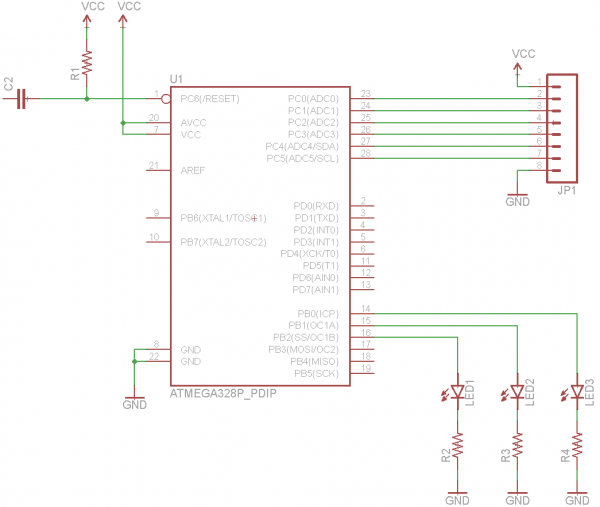 VCC VCC
R1
C2
U1
VCC
1 PC6(/RESET) PC0(ADC0) 23 1
PC1(ADC1) 24 2
20 AVCC PC2(ADC2) 25 3
7 VCC PC3(ADC3) 26 4
PC4(ADC4/SDA) 27 5
PC5(ADC5/SCL) 28 6
21 AREF 7
8
JP1
GND
PD0(RXD) 2
9 PB6(XTAL1/TOSC1) PD1(TXD) 3
PD2(INT0) 4
10 PB7(XTAL2/TOSC2) PD3(INT1) 5
PD4(XCK/T0) 6
PD5(T1) 11
PD6(AIN0) 12
PD7(AIN1) 13
PB0(ICP) 14
PB1(OC1A) 15
PB2(SS/OC1B) 16
8 GND PB3(MOSI/OC2) 17
22 GND PB4(MISO) 18
PB5(SCK) 19
ATMEGA328P_PDIP
GND
LED1 LED2 LED3
R2 R3 R4
GND GND GND